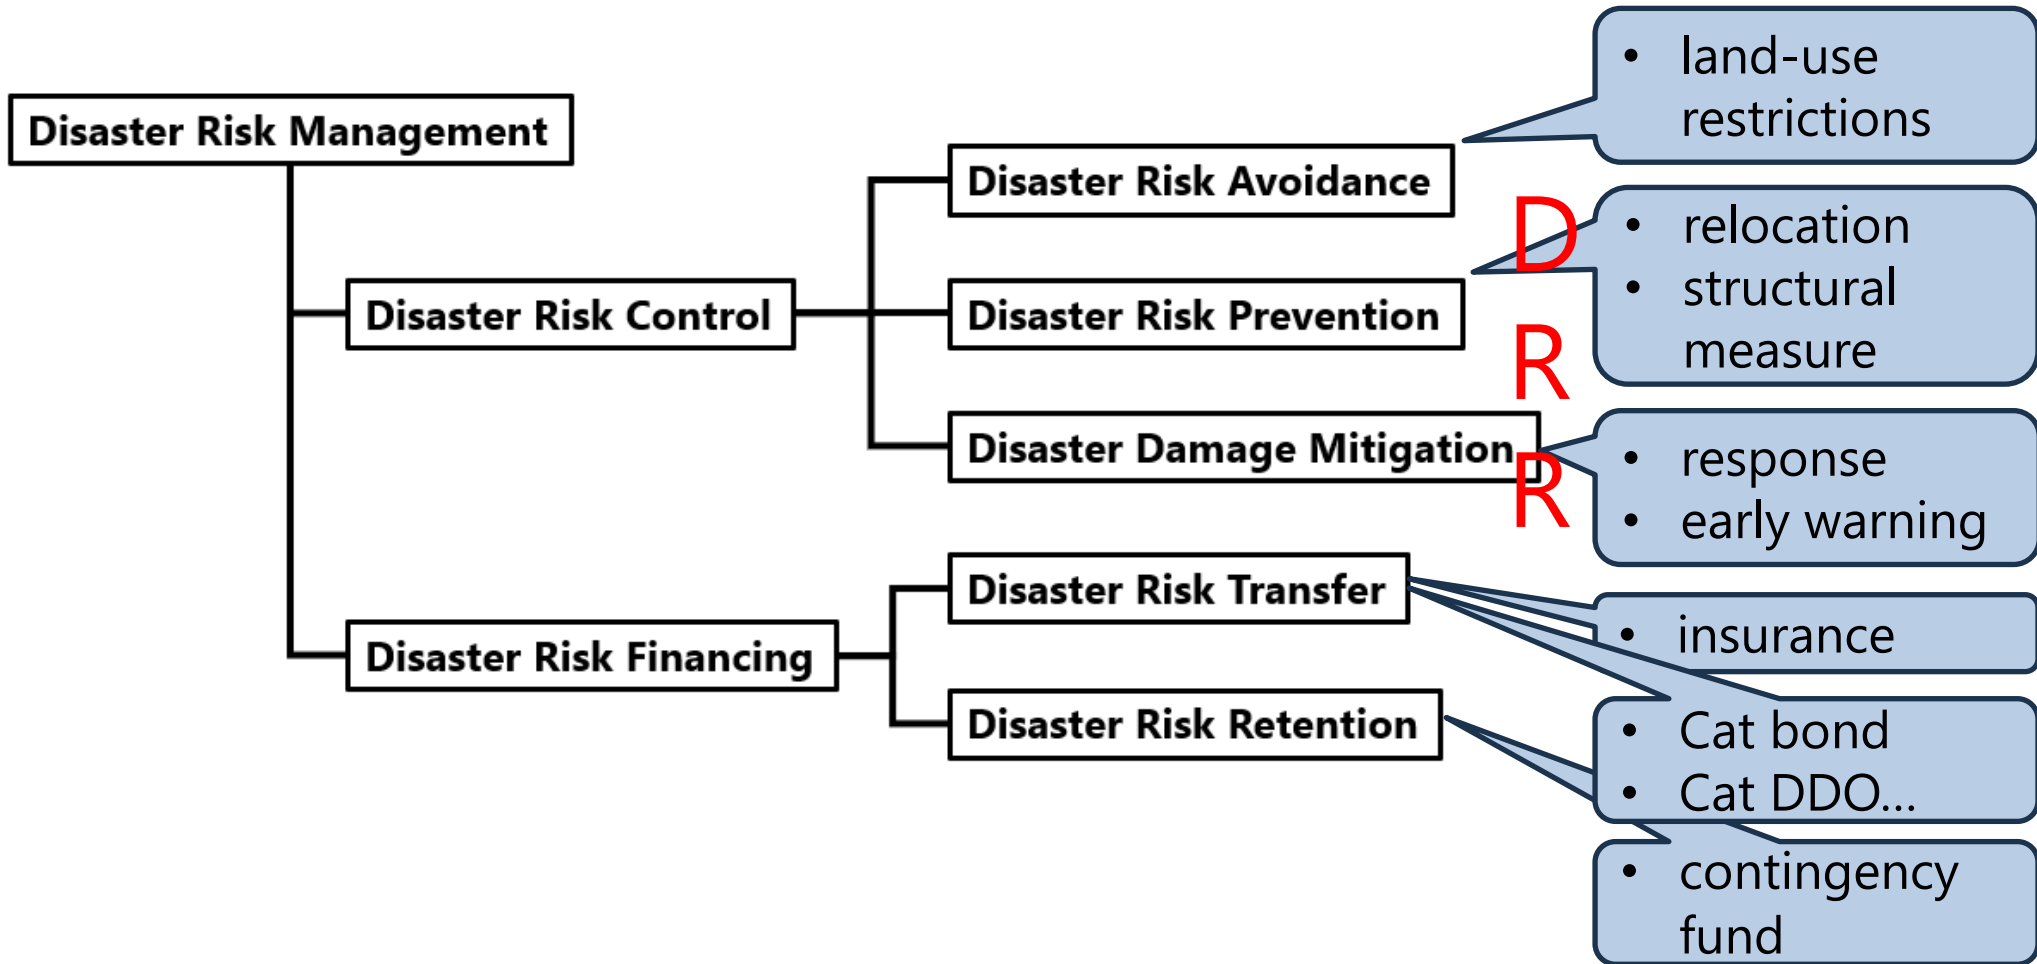 Disaster Risk Management
Disaster Risk Control
Disaster Risk Financing
Disaster Risk Avoidance
Disaster Risk Prevention
Disaster Damage Mitigation
Disaster Risk Transfer
Disaster Risk Retention
D
R
R
• land-use
restrictions
• relocation
• structural
measure
• response
• early warning
• insurance
• Cat bond
• Cat DDO...
• contingency
fund